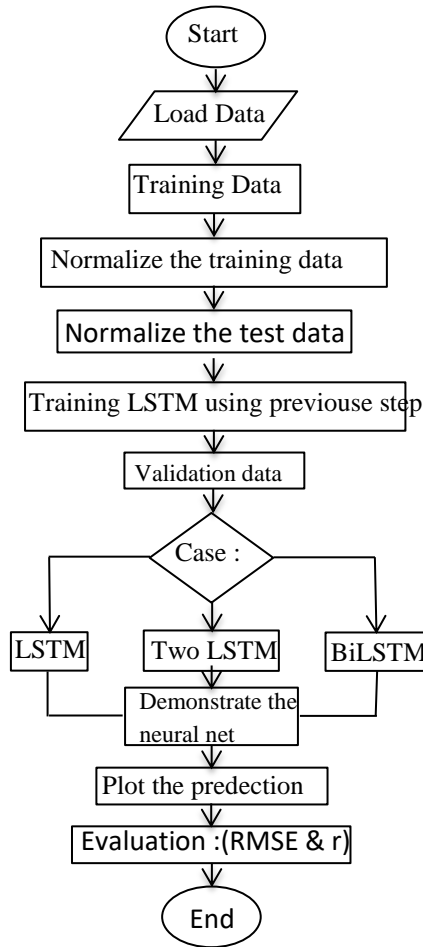 Start
Load Data
Training Data
Normalize the training data
Normalize the test data
Training LSTM using previouse step
Validation data
Case :
LSTM
Two LSTM
BiLSTM
Demonstrate the
neural net
Plot the predection
Evaluation :(RMSE & r)
End